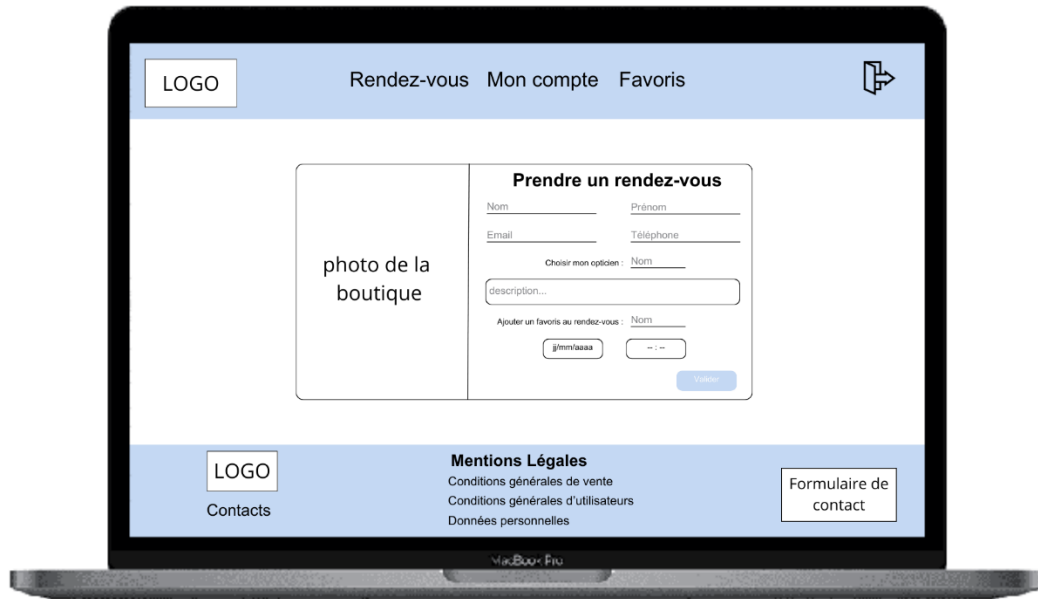 LOGO
Rendez-vous Mon compte Favoris
photo de la
boutique
Prendre un rendez-vous
Nom
Prénom
Email
Téléphone
Choisir mon opticien :
Nom
description...
Ajouter un favoris au rendez-vous :
Nom
jj/mm/aaaa
-- : --
Valider
LOGO
Contacts
Mentions Légales
Conditions générales de vente
Conditions générales d'utilisateurs
Données personnelles
Formulaire de
contact
MacBook Pro